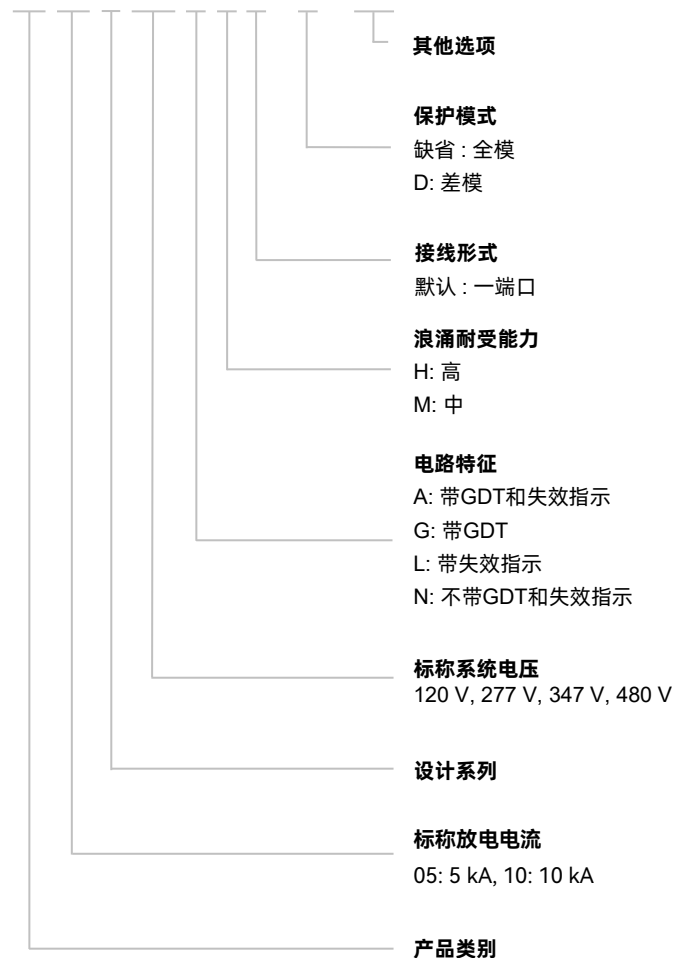 其他选项
保护模式
缺省 : 全模
D: 差模
接线形式
默认 : 一端口
浪涌耐受能力
H: 高
M: 中
电路特征
A: 带GDT和失效指示
G: 带GDT
L: 带失效指示
N: 不带GDT和失效指示
标称系统电压
120 V, 277 V, 347 V, 480 V
设计系列
标称放电电流
05: 5 kA, 10: 10 kA
产品类别